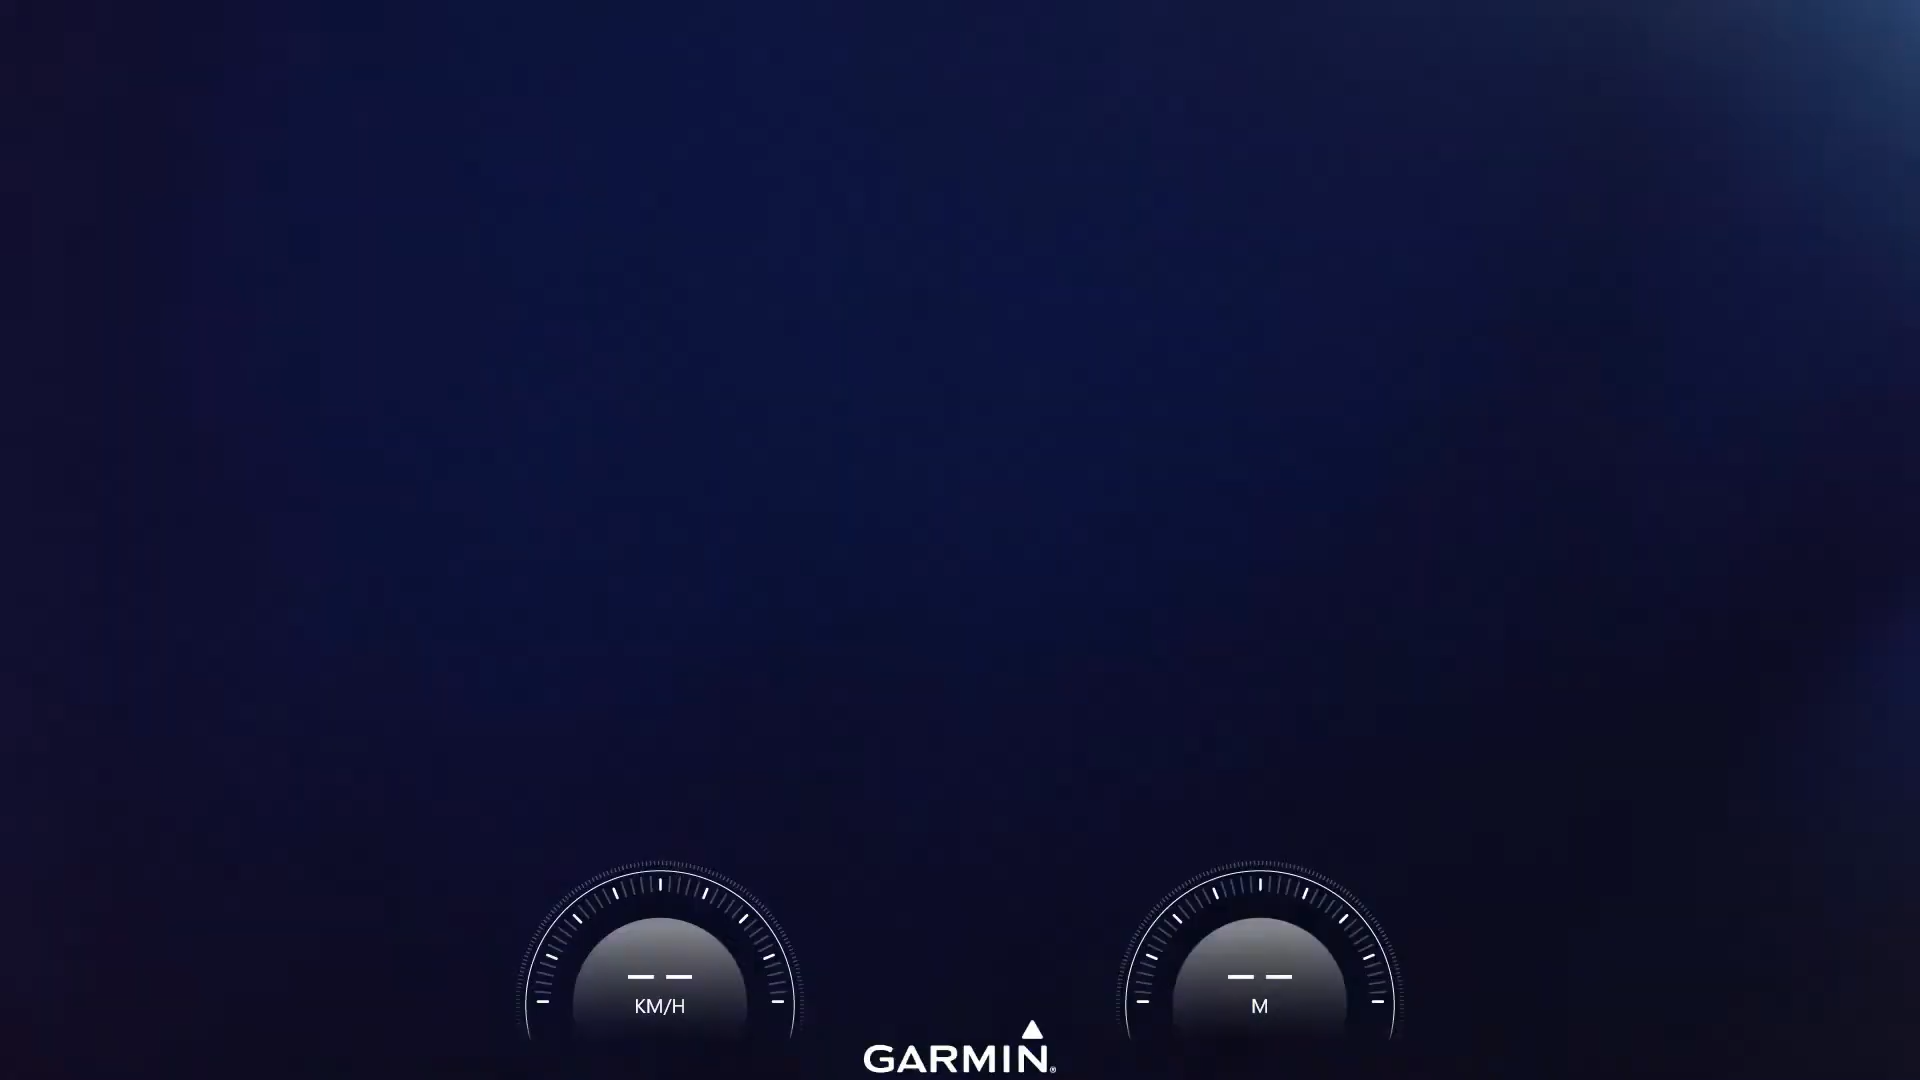 — —
KM/H
— —
M
GARMIN®